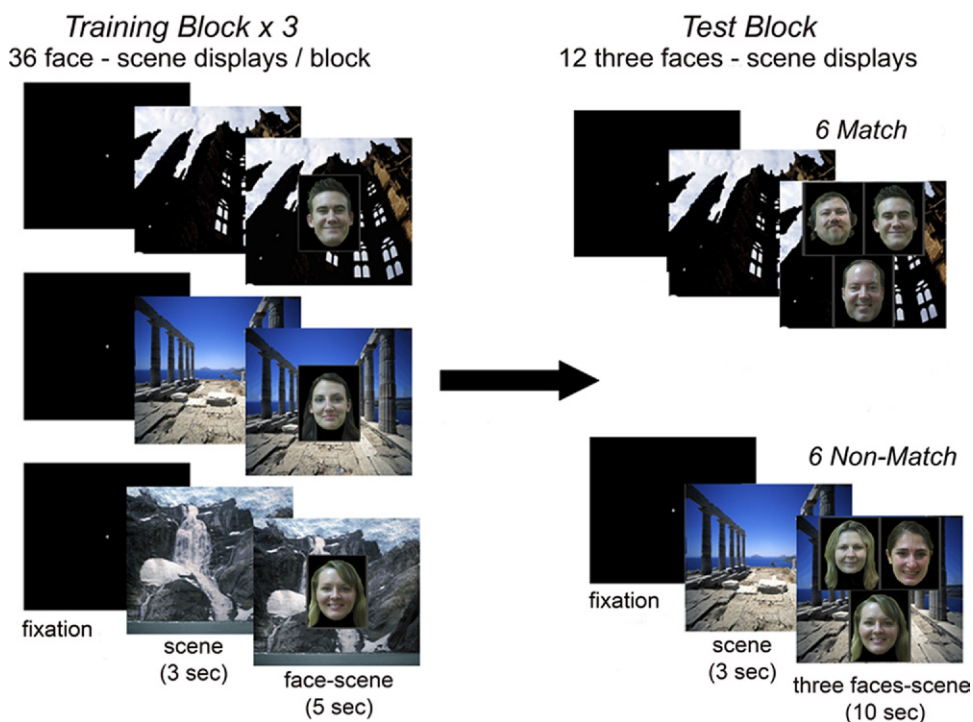 Training Block x 3
36 face - scene displays / block
fixation
scene
(3 sec)
face-scene
(5 sec)
Test Block
12 three faces - scene displays
6 Match
6 Non-Match
fixation
scene
(3 sec)
three faces-scene
(10 sec)